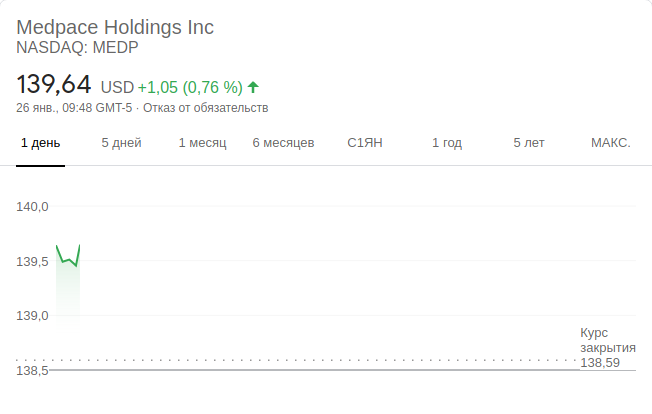 Medpace Holdings Inc
NASDAQ: MEDP
139,64 USD +1,05 (0,76 %)
26 янв., 09:48 GMT-5 · Отказ от обязательств
1 день 5 дней 1 месяц 6 месяцев С1ЯН 1 год 5 лет МАКС.
140,0
139,5
139,0
138,5
Курс
закрытия
138,59